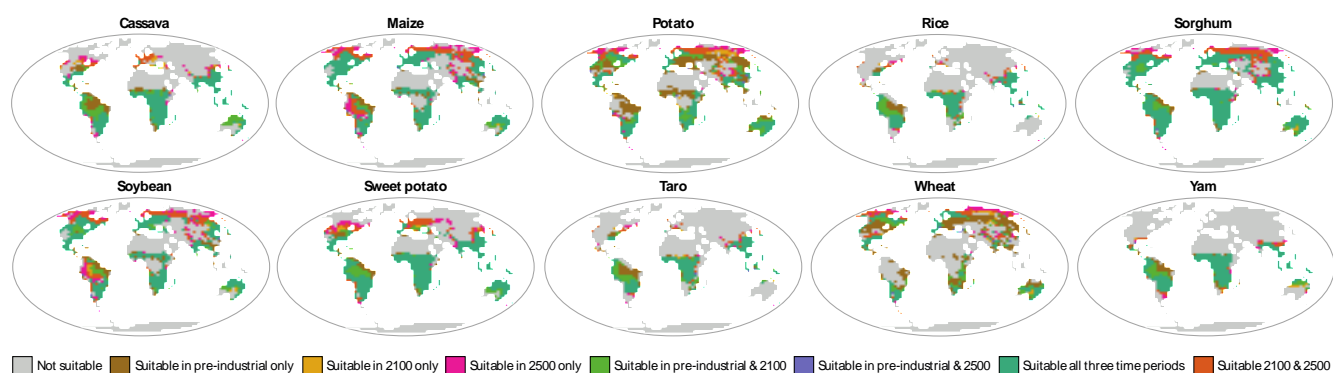 Cassava Maize Potato Rice Sorghum
Soybean Sweet potato Taro Wheat Yam
Not suitable Suitable in pre-industrial only Suitable in 2100 only Suitable in 2500 only Suitable in pre-industrial & 2100 Suitable in pre-industrial & 2500 Suitable all three time periods Suitable 2100 & 2500